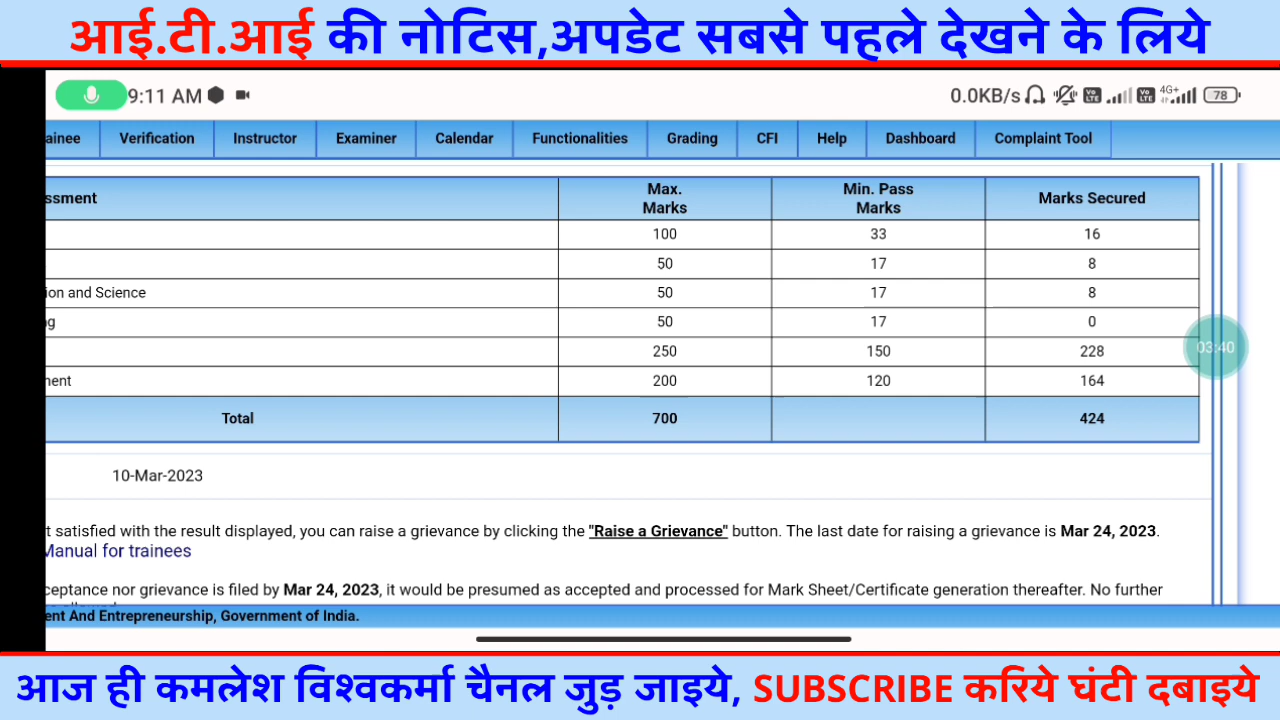 आई.टी.आई की नोटिस,अपडेट सबसे पहले देखने के लिये
9:11 AM 0.0KB/s Vo LTE Vo LTE 4G+ 78
ainee Verification Instructor Examiner Calendar Functionalities Grading CFI Help Dashboard Complaint Tool
ssment Max. Marks Min. Pass Marks Marks Secured
100 33 16
50 17 8
ion and Science 50 17 8
g 50 17 0
03:40
250 150 228
nent 200 120 164
Total 700 424
10-Mar-2023
t satisfied with the result displayed, you can raise a grievance by clicking the "Raise a Grievance" button. The last date for raising a grievance is Mar 24, 2023.
Manual for trainees
ceptance nor grievance is filed by Mar 24, 2023, it would be presumed as accepted and processed for Mark Sheet/Certificate generation thereafter. No further
ent And Entrepreneurship, Government of India.
आज ही कमलेश विश्वकर्मा चैनल जुड़ जाइये, SUBSCRIBE करिये घंटी दबाइये